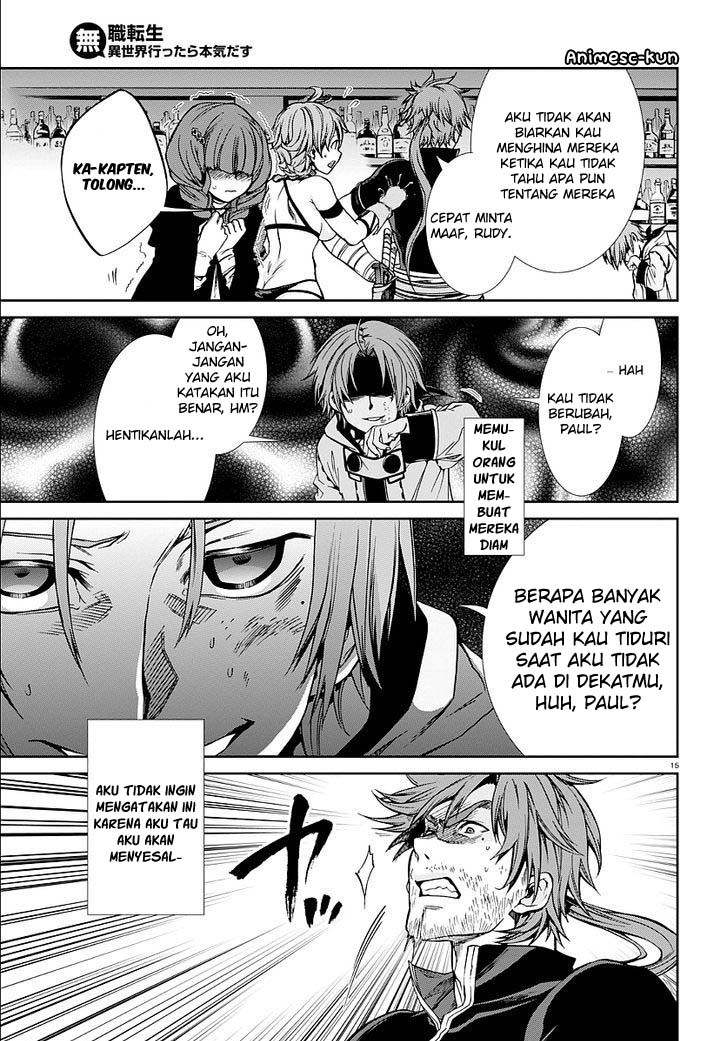 無職転生
異世界行ったら本気だす
Animesc-kun
AKU TIDAK AKAN
BIARKAN KAU
MENGHINA MEREKA
KETIKA KAU TIDAK
TAHU APA PUN
TENTANG MEREKA
CEPAT MINTA
MAAF, RUDY.
KA-KAPTEN,
TOLONG...
– HAH
KAU TIDAK
BERUBAH,
PAUL?
MEMU-
KUL
ORANG
UNTUK
MEM-
BUAT
MEREKA
DIAM
OH,
JANGAN-
JANGAN
YANG AKU
KATAKAN ITU
BENAR, HM?
HENTIKANLAH...
BERAPA BANYAK
WANITA YANG
SUDAH KAU TIDURI
SAAT AKU TIDAK
ADA DI DEKATMU,
HUH, PAUL?
15
AKU TIDAK INGIN
MENGATAKAN INI
KARENA AKU TAU
AKU AKAN
MENYESAL-
やッ